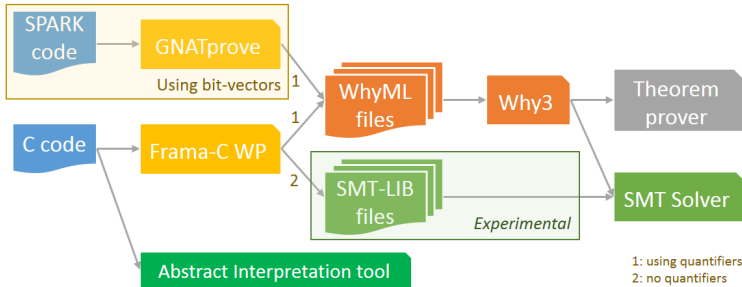 SPARK
code
GNATprove
Using bit-vectors
1
WhyML
files
Why3
Theorem
prover
1
C code
Frama-C WP
2
SMT-LIB
files
Experimental
SMT Solver
Abstract Interpretation tool
1: using quantifiers
2: no quantifiers